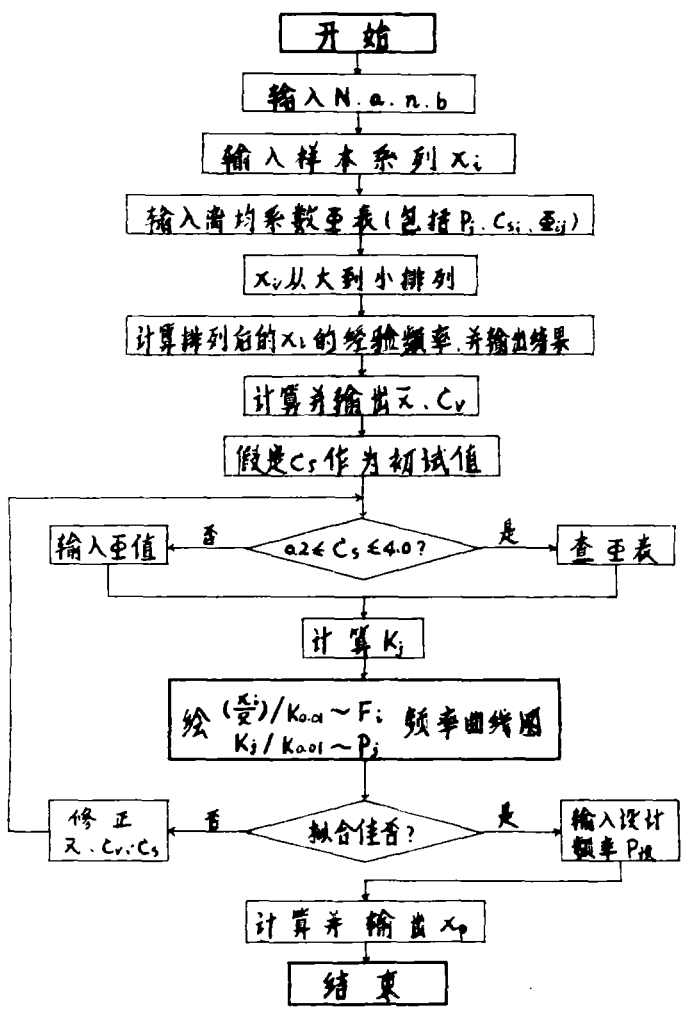 开始
输入N.a.n.b
输入样本系列xi
输入离均系数Φ表(包括Pj.Csi.Φij)
xi从大到小排列
计算排列后的xi的经验频率,并输出结果
计算并输出x̄.Cv
假定Cs作为初试值
否
是
输入Φ值
0.2≤Cs≤4.0?
查Φ表
计算Kj
绘 (xi/x̄)/K0.01~Fi 频率曲线图
Kj/K0.01~Pj
否
是
修正
x̄.Cv.Cs
拟合佳否?
输入设计
频率P设
计算并输出xp
结束